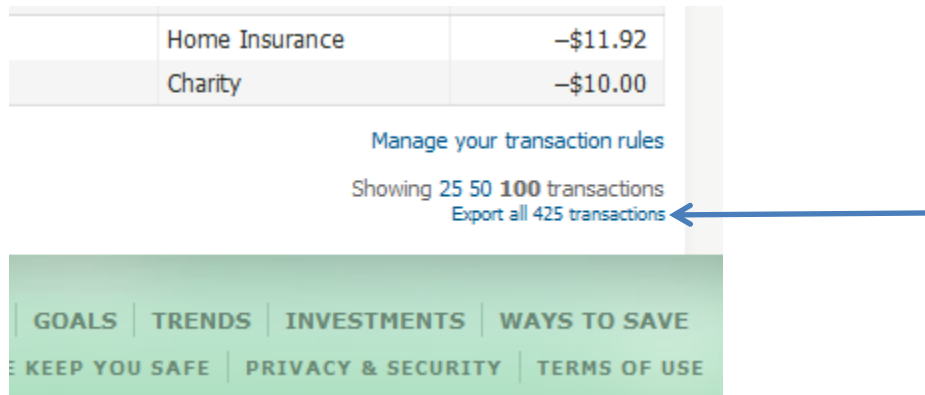 Home Insurance –$11.92
Charity –$10.00
Manage your transaction rules
Showing 25 50 100 transactions
Export all 425 transactions
GOALS TRENDS INVESTMENTS WAYS TO SAVE
KEEP YOU SAFE PRIVACY & SECURITY TERMS OF USE